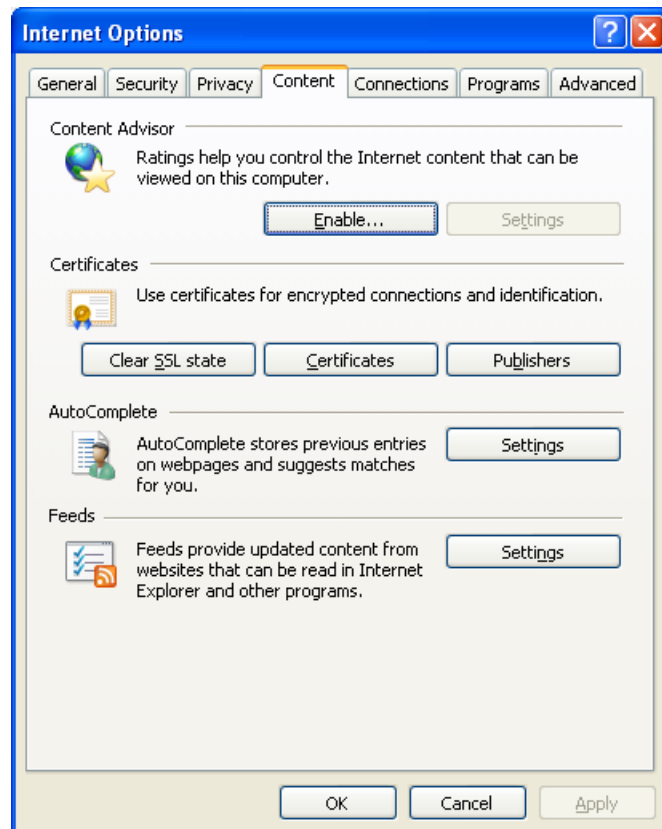 Internet Options
?
General Security Privacy Content Connections Programs Advanced
Content Advisor
Ratings help you control the Internet content that can be
viewed on this computer.
Enable... Settings
Certificates
Use certificates for encrypted connections and identification.
Clear SSL state Certificates Publishers
AutoComplete
AutoComplete stores previous entries
on webpages and suggests matches
for you.
Settings
Feeds
Feeds provide updated content from
websites that can be read in Internet
Explorer and other programs.
Settings
OK Cancel Apply